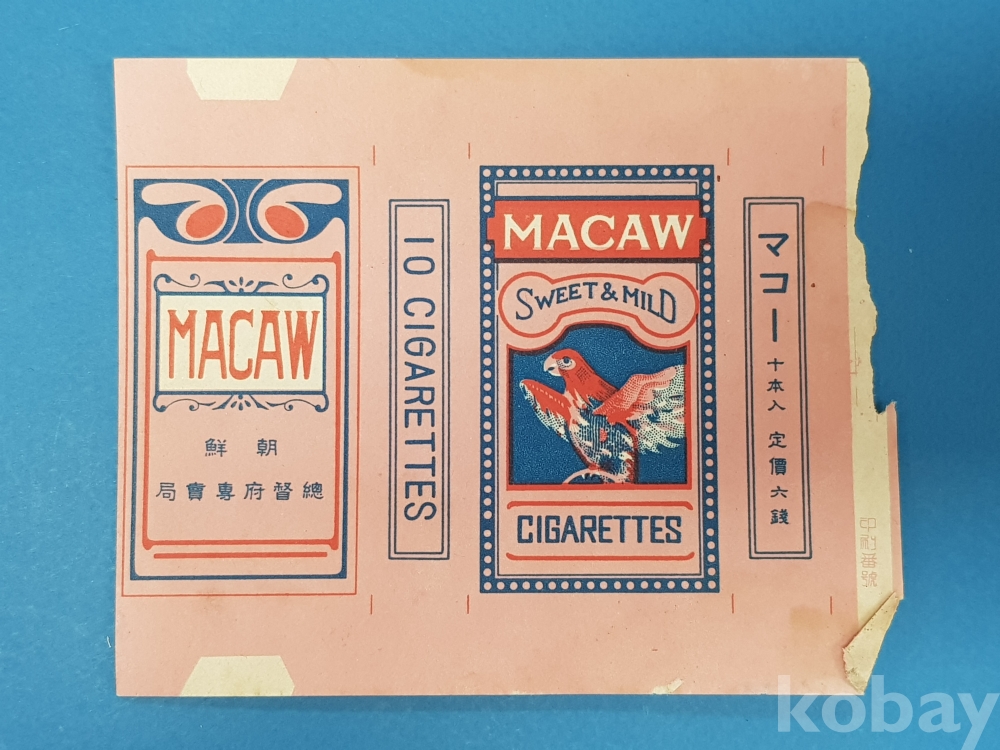 MACAW
鮮朝
局賣專府督總
10 CIGARETTES
MACAW
SWEET & MILD
CIGARETTES
マコー 十本入 定價六錢
印刷番號
kobay